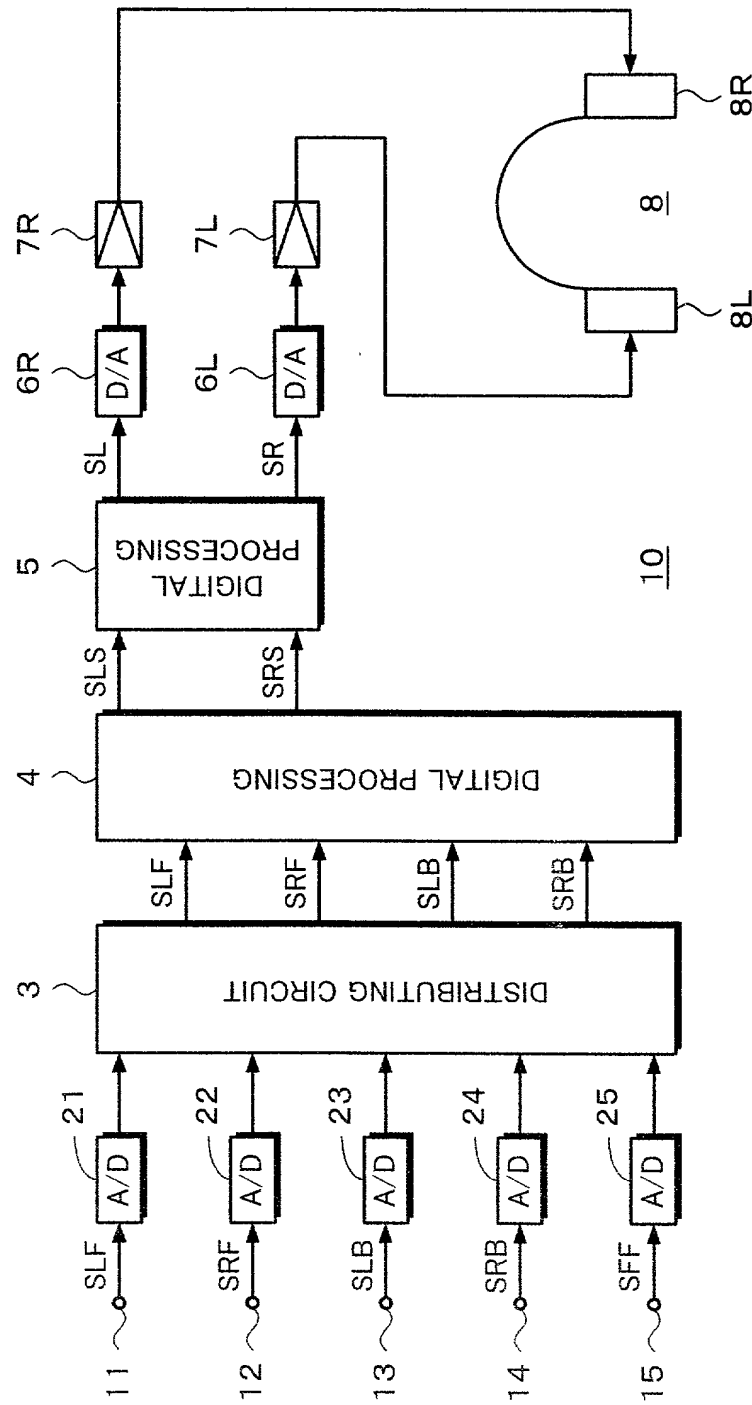 11
SLF
A/D
21
12
SRF
A/D
22
13
SLB
A/D
23
14
SRB
A/D
24
15
SFF
A/D
25
3
DISTRIBUTING CIRCUIT
SLF
SRF
SLB
SRB
4
DIGITAL PROCESSING
SLS
SRS
5
DIGITAL
PROCESSING
SL
SR
6R
D/A
6L
D/A
7R
7L
8L
8
8R
10